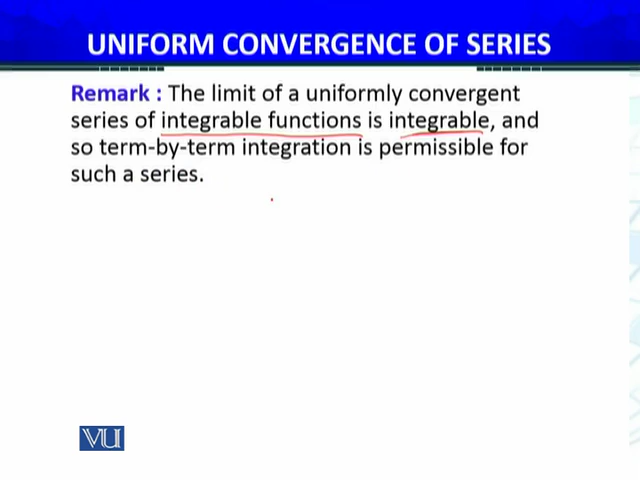 UNIFORM CONVERGENCE OF SERIES
Remark : The limit of a uniformly convergent
series of integrable functions is integrable, and
so term-by-term integration is permissible for
such a series.
VU